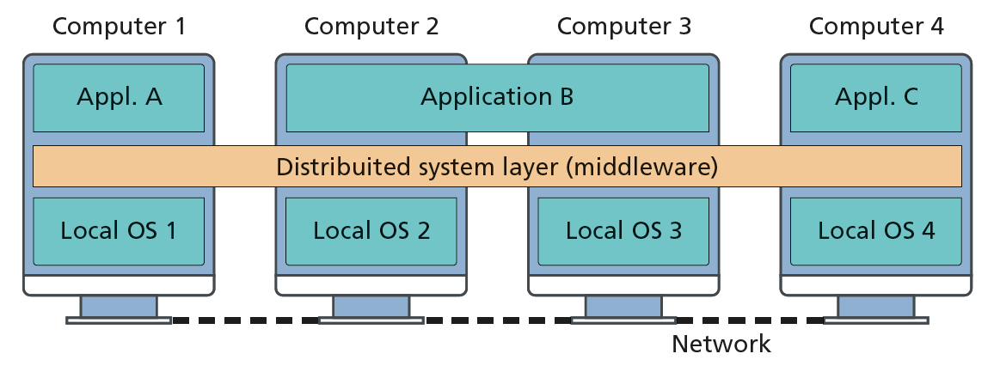 Computer 1
Computer 2
Computer 3
Computer 4
Appl. A
Application B
Appl. C
Distribuited system layer (middleware)
Local OS 1
Local OS 2
Local OS 3
Local OS 4
Network